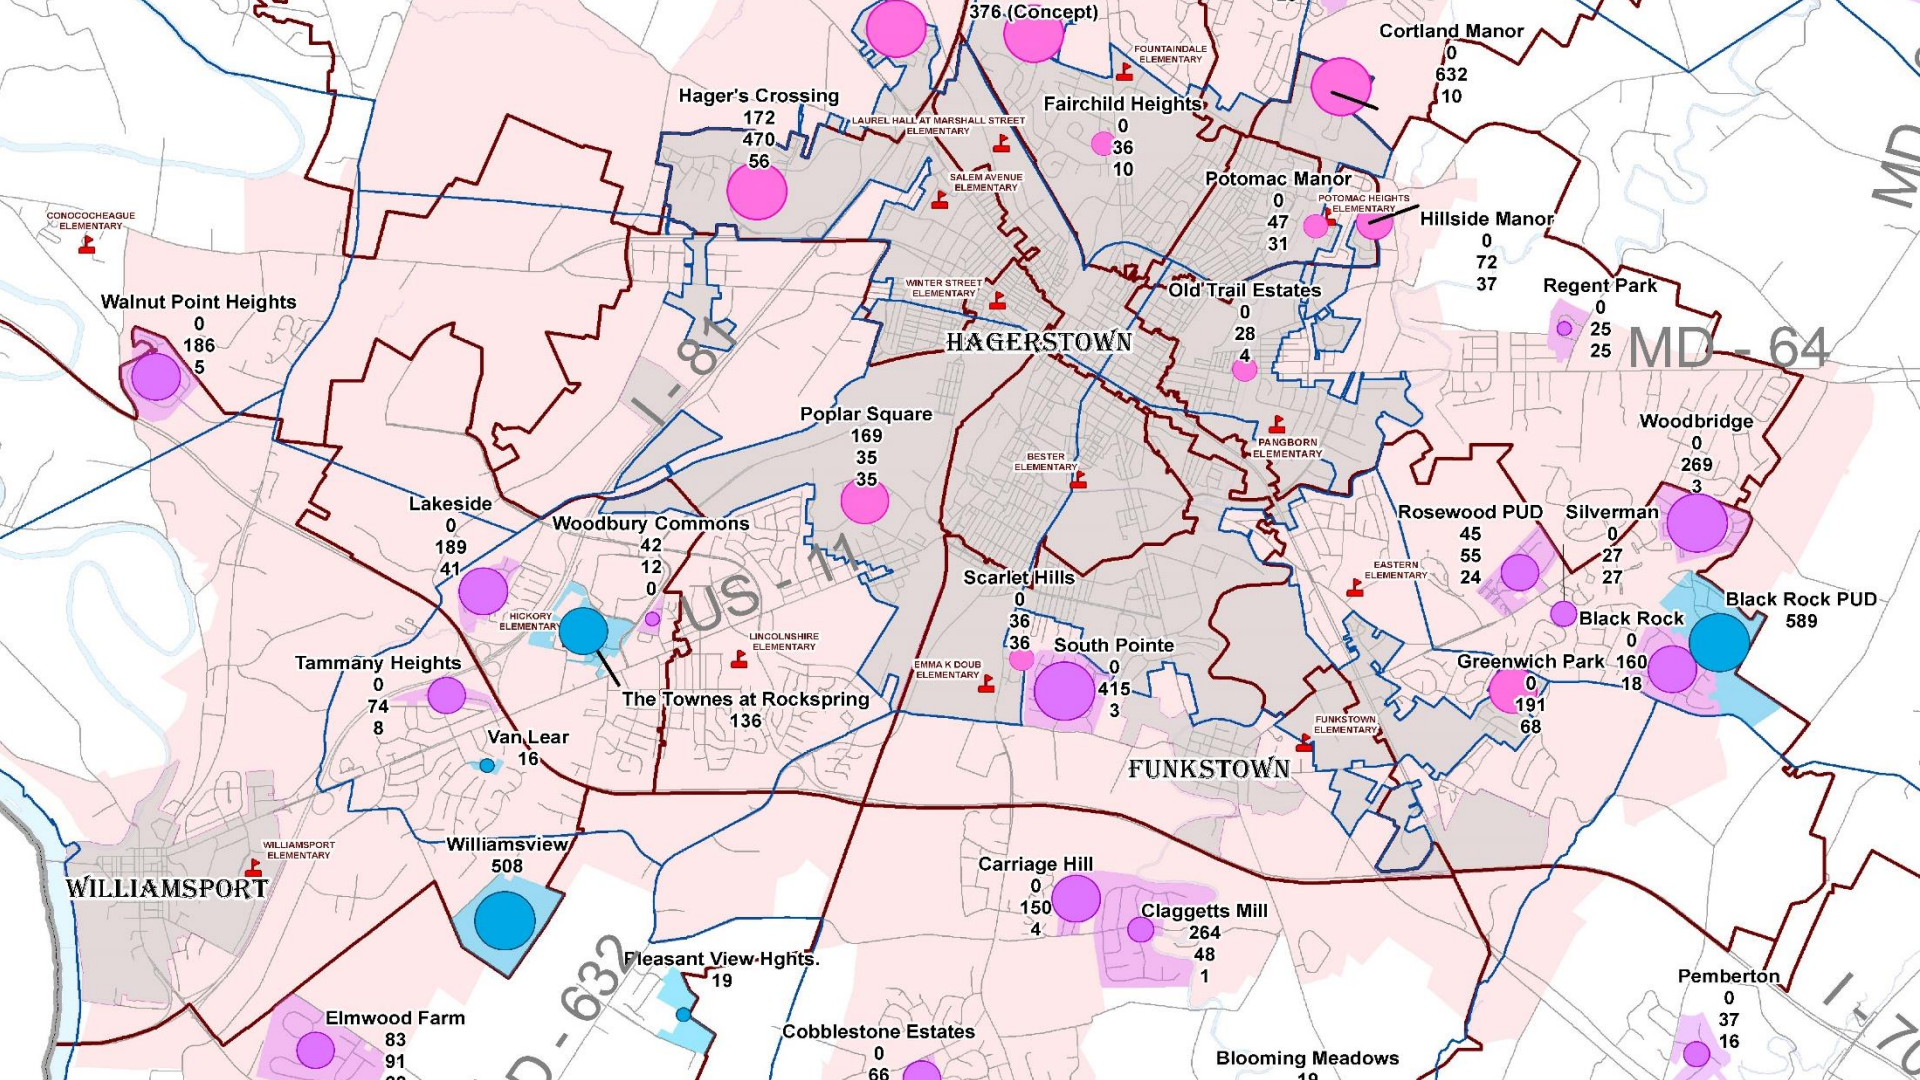 376 (Concept)
FOUNTAINDALE
ELEMENTARY
Cortland Manor
0
632
10
Hager's Crossing
172
470
56
LAUREL HALL AT MARSHALL STREET
ELEMENTARY
Fairchild Heights
0
36
10
MD
SALEM AVENUE
ELEMENTARY
Potomac Manor
0
47
31
POTOMAC HEIGHTS
ELEMENTARY
Hillside Manor
0
72
37
CONOCOCHEAGUE
ELEMENTARY
Walnut Point Heights
0
186
5
WINTER STREET
ELEMENTARY
Old Trail Estates
0
28
4
Regent Park
0
25
25
MD - 64
I - 81
HAGERSTOWN
Poplar Square
169
35
35
BESTER
ELEMENTARY
PANGBORN
ELEMENTARY
Woodbridge
0
269
3
Lakeside
0
189
41
Woodbury Commons
42
12
0
US - 11
Rosewood PUD
45
55
24
Silverman
0
27
27
EASTERN
ELEMENTARY
Scarlet Hills
0
36
36
HICKORY
ELEMENTARY
LINCOLNSHIRE
ELEMENTARY
Black Rock PUD
589
Black Rock
0
160
18
EMMA K DOUB
ELEMENTARY
South Pointe
0
415
3
Greenwich Park
0
191
68
Tammany Heights
0
74
8
The Townes at Rockspring
136
Van Lear
16
FUNKSTOWN
ELEMENTARY
FUNKSTOWN
WILLIAMSPORT
ELEMENTARY
WILLIAMSPORT
Williamsview
508
Carriage Hill
0
150
4
Claggetts Mill
264
48
1
MD - 632
Pleasant View Hghts.
19
Pemberton
0
37
16
I - 70
Elmwood Farm
83
91
Cobblestone Estates
0
66
Blooming Meadows
19